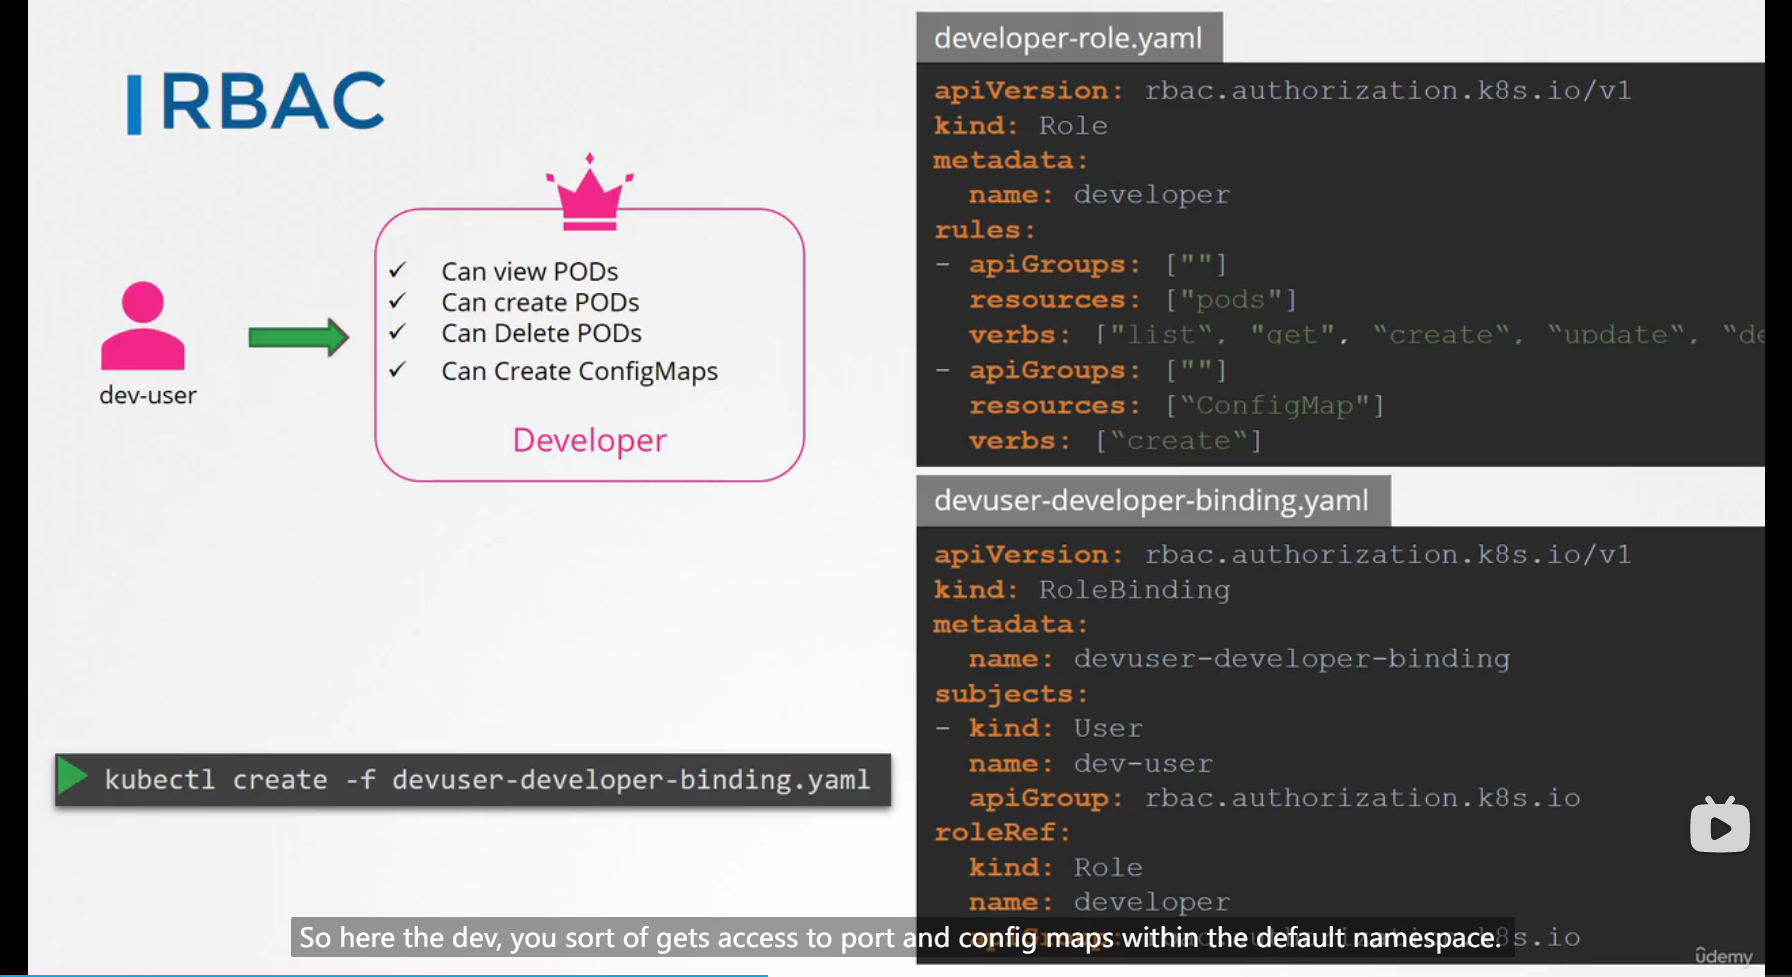 RBAC
dev-user
✓ Can view PODs
✓ Can create PODs
✓ Can Delete PODs
✓ Can Create ConfigMaps
Developer
kubectl create -f devuser-developer-binding.yaml
developer-role.yaml
apiVersion: rbac.authorization.k8s.io/v1
kind: Role
metadata:
  name: developer
rules:
- apiGroups: [""]
  resources: ["pods"]
  verbs: ["list“, "get", “create“, “update“, “de
- apiGroups: [""]
  resources: [“ConfigMap"]
  verbs: [“create“]
devuser-developer-binding.yaml
apiVersion: rbac.authorization.k8s.io/v1
kind: RoleBinding
metadata:
  name: devuser-developer-binding
subjects:
- kind: User
  name: dev-user
  apiGroup: rbac.authorization.k8s.io
roleRef:
  kind: Role
  name: developer
So here the dev, you sort of gets access to port and config maps within the default namespace.
ûdemy